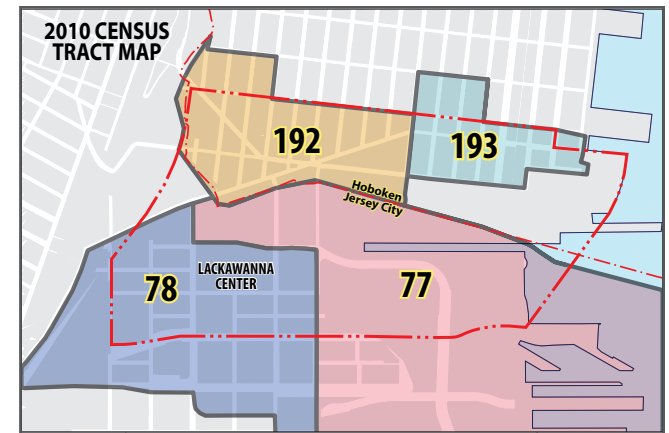 2010 CENSUS
TRACT MAP
192
193
Hoboken
Jersey City
78
LACKAWANNA
CENTER
77